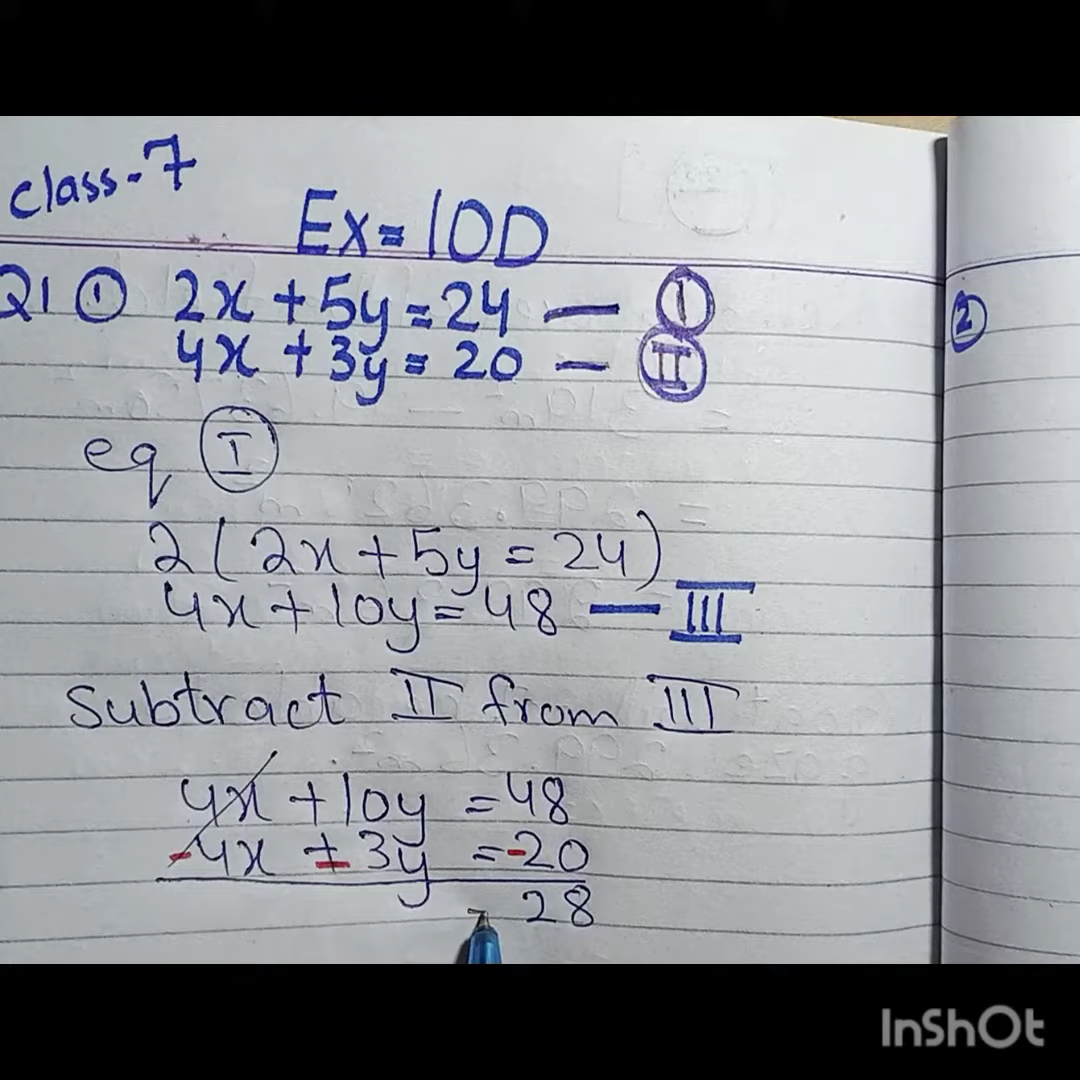 class-7
Ex=10D
Q1 ① 2x+5y=24 — Ⓘ
4x+3y=20 — Ⅱ
②
eq Ⓘ
2(2x+5y=24)
4x+10y=48 — III
Subtract II from III
4x+10y=48
-4x±3y=-20
= 28
InShOt